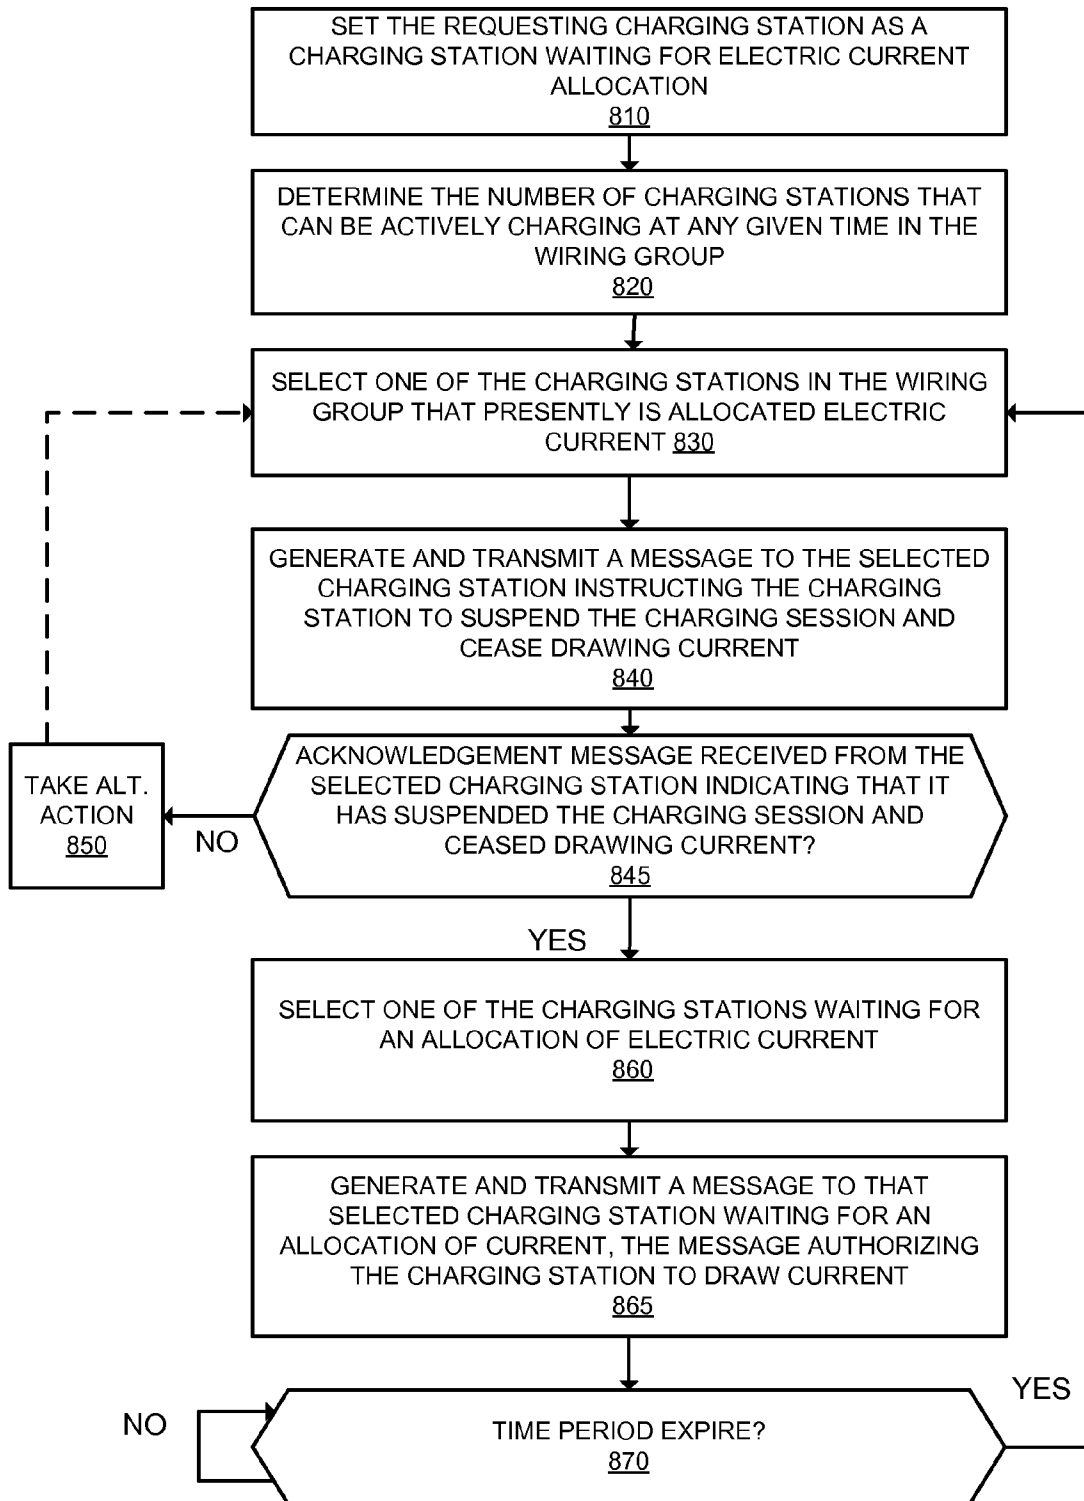 SET THE REQUESTING CHARGING STATION AS A
CHARGING STATION WAITING FOR ELECTRIC CURRENT
ALLOCATION
810
DETERMINE THE NUMBER OF CHARGING STATIONS THAT
CAN BE ACTIVELY CHARGING AT ANY GIVEN TIME IN THE
WIRING GROUP
820
SELECT ONE OF THE CHARGING STATIONS IN THE WIRING
GROUP THAT PRESENTLY IS ALLOCATED ELECTRIC
CURRENT 830
GENERATE AND TRANSMIT A MESSAGE TO THE SELECTED
CHARGING STATION INSTRUCTING THE CHARGING
STATION TO SUSPEND THE CHARGING SESSION AND
CEASE DRAWING CURRENT
840
ACKNOWLEDGEMENT MESSAGE RECEIVED FROM THE
SELECTED CHARGING STATION INDICATING THAT IT
HAS SUSPENDED THE CHARGING SESSION AND
CEASED DRAWING CURRENT?
845
NO
TAKE ALT.
ACTION
850
YES
SELECT ONE OF THE CHARGING STATIONS WAITING FOR
AN ALLOCATION OF ELECTRIC CURRENT
860
GENERATE AND TRANSMIT A MESSAGE TO THAT
SELECTED CHARGING STATION WAITING FOR AN
ALLOCATION OF CURRENT, THE MESSAGE AUTHORIZING
THE CHARGING STATION TO DRAW CURRENT
865
TIME PERIOD EXPIRE?
870
NO
YES